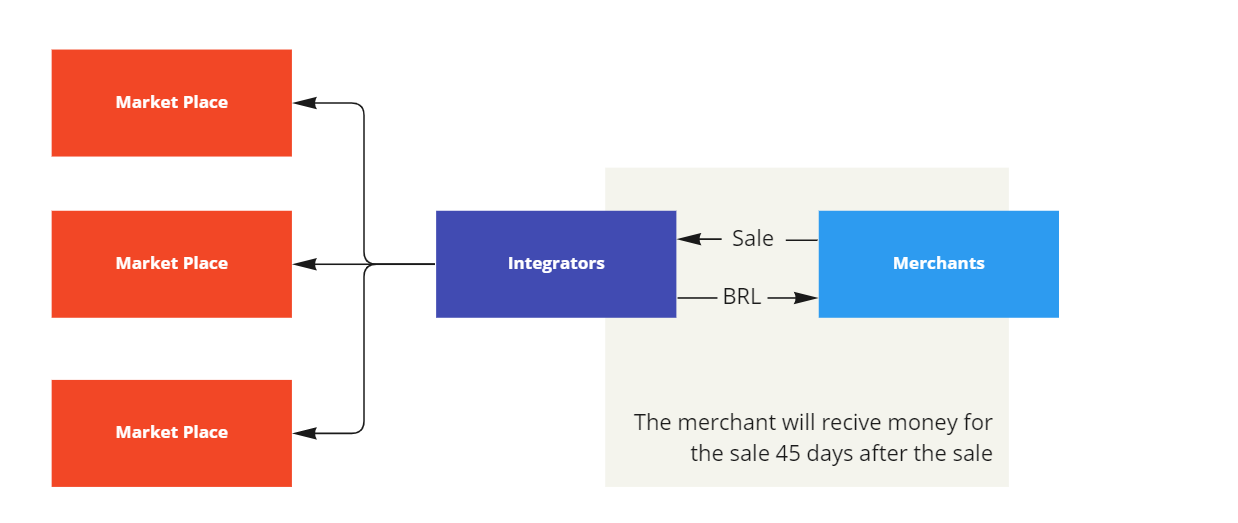 Market Place
Market Place
Market Place
Integrators
Sale
BRL
Merchants
The merchant will recive money for
the sale 45 days after the sale